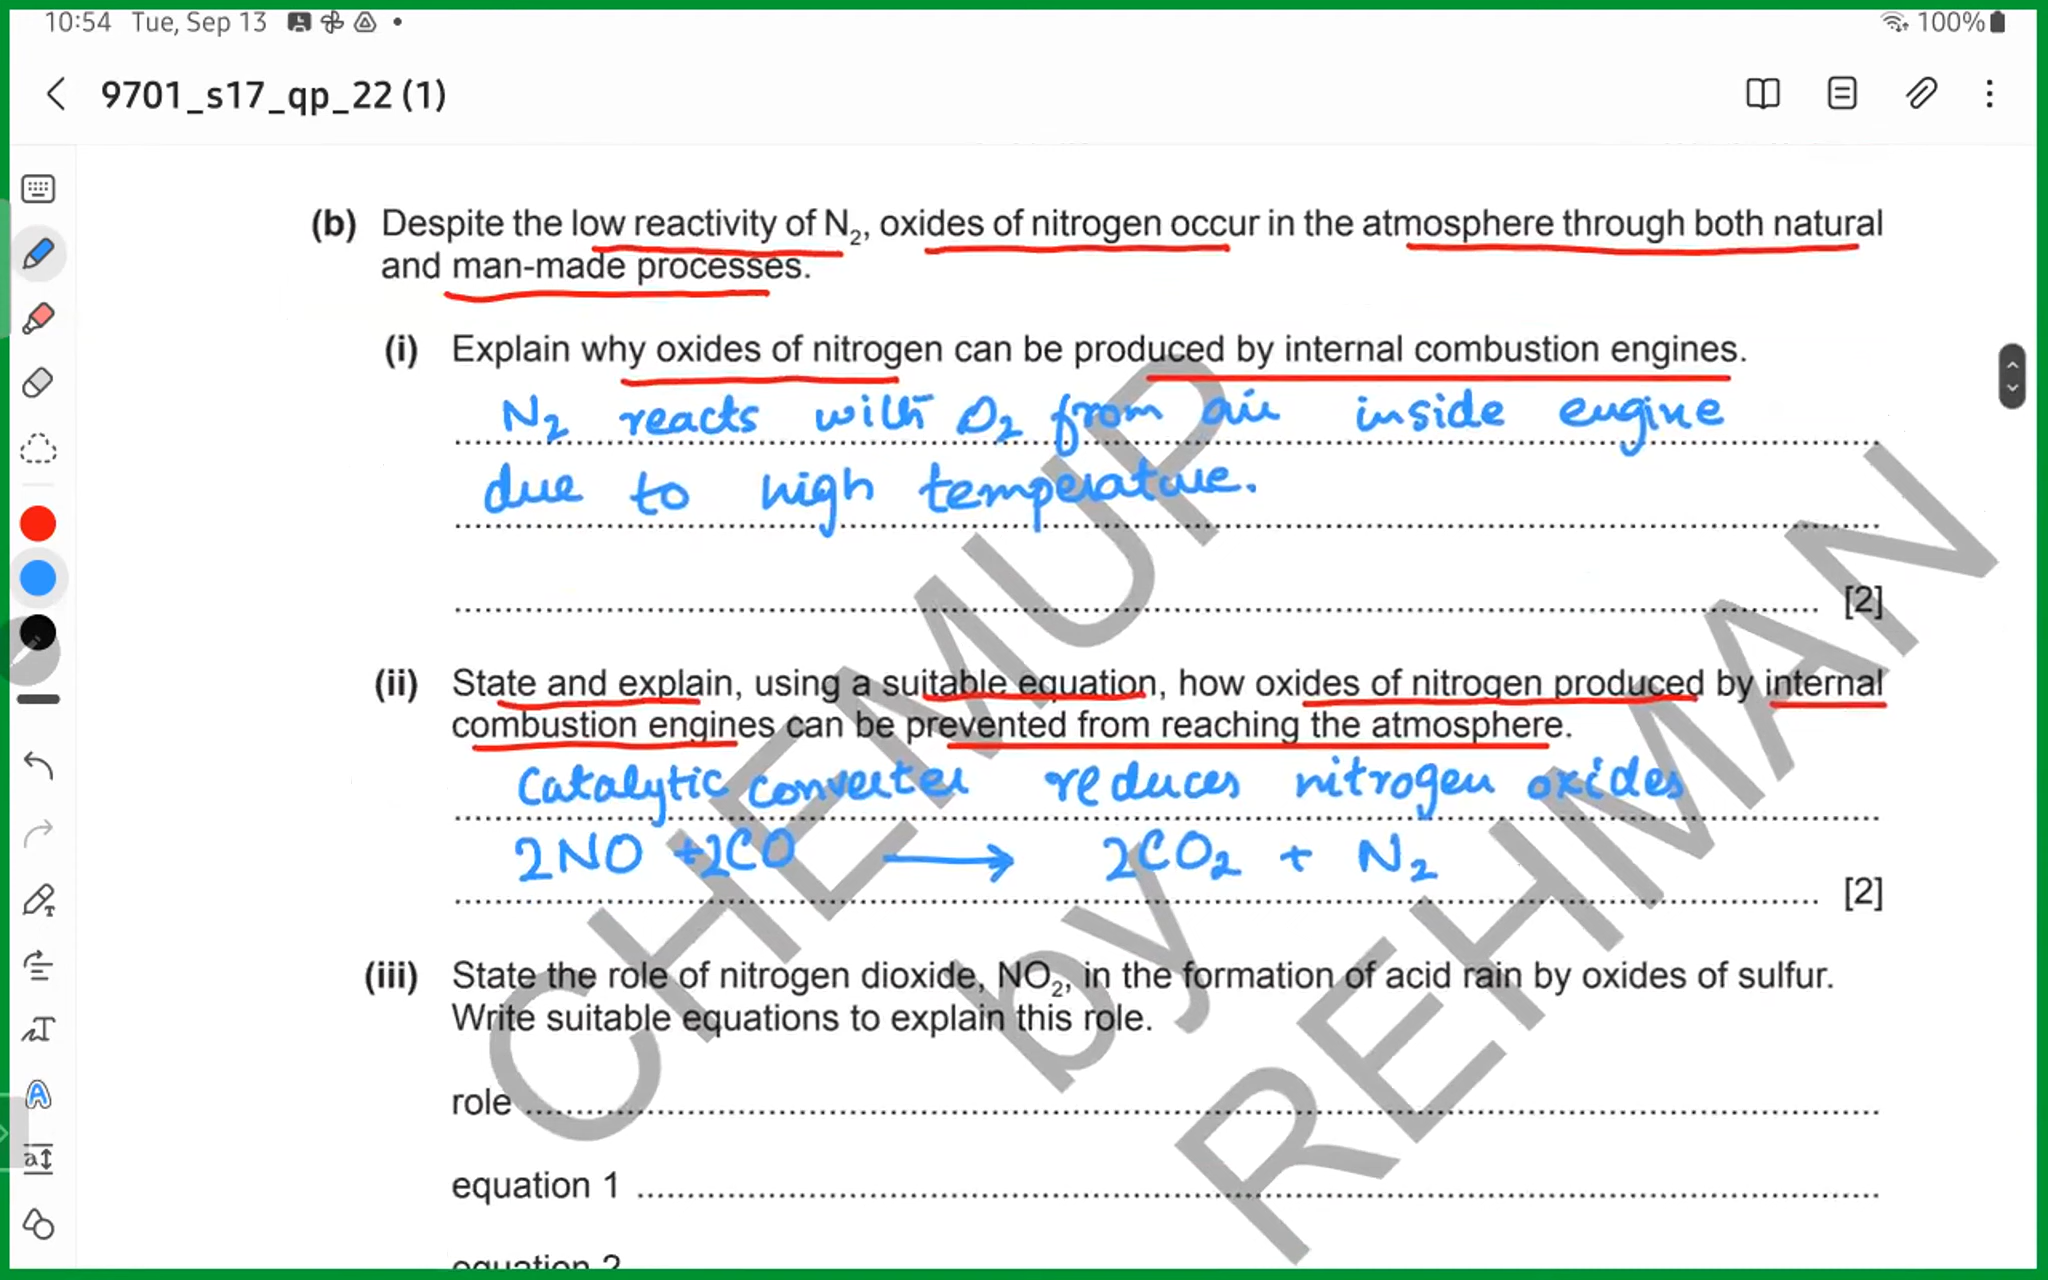 10:54 Tue, Sep 13
100%
9701_s17_qp_22 (1)
(b) Despite the low reactivity of N₂, oxides of nitrogen occur in the atmosphere through both natural
and man-made processes.
(i) Explain why oxides of nitrogen can be produced by internal combustion engines.
N₂ reacts with O₂ from air inside engine
due to high temperature.
[2]
(ii) State and explain, using a suitable equation, how oxides of nitrogen produced by internal
combustion engines can be prevented from reaching the atmosphere.
Catalytic converter reduces nitrogen oxides
2NO +2CO → 2CO₂ + N₂
[2]
(iii) State the role of nitrogen dioxide, NO₂, in the formation of acid rain by oxides of sulfur.
Write suitable equations to explain this role.
role
equation 1
equation 2
CHEMUP
by
REHMAN